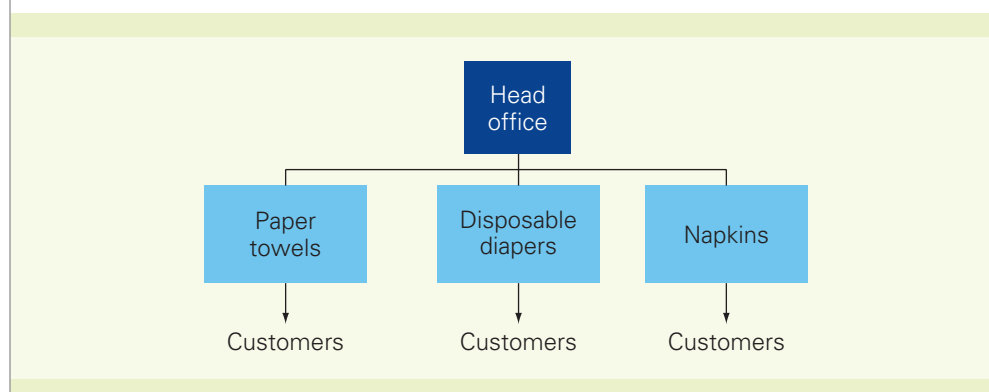 Head
office
Paper
towels
Disposable
diapers
Napkins
Customers
Customers
Customers